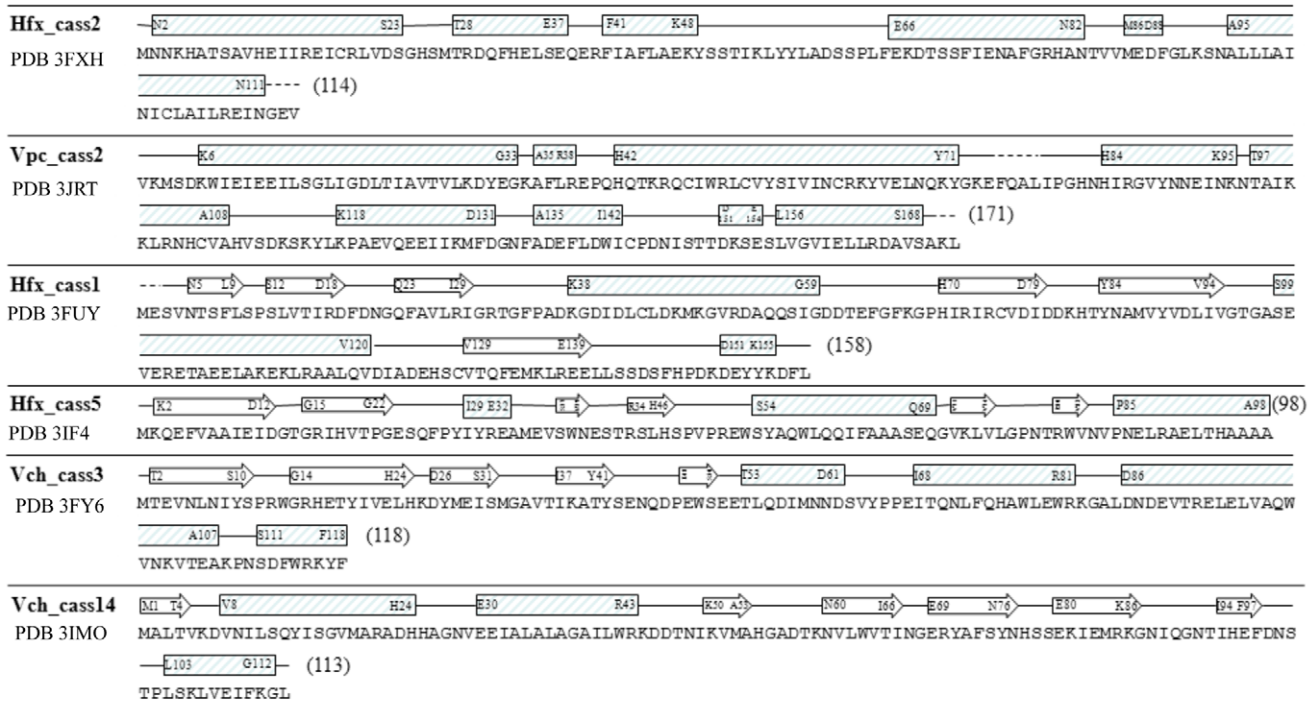 Hfx_cass2 N2 S23 T28 E37 F41 K48 E66 N82 M86 D88 A95
PDB 3FXH MNNKHATSAVHEIIREICRLVDSGHSMTRDQFHELSEQERFIAFLAEKYSSTIKLYYLADSSPLFEKDTSSFIENAFGRHANTVVMEDFGLKSNALLLAI
N111 (114)
NICLAILREINGEV
Vpc_cass2 K6 G33 A35 R38 H42 Y71 H84 K95 T97
PDB 3JRT VKMSDKWIEIEEILSGLIGDLTIAVTVLKDYEGKAFLREPQHQTKRQCIWRLCVYSIVINCRKYVELNQKYGKEFQALIPGHNHIRGVYNNEINKNTAIK
A108 K118 D131 A135 I142 D151 E154 L156 S168 (171)
KLRNHCVAHVSDKSKYLKPAEVQEEIIKMFDGNFADEFLDWICPDNISTTDKSESLVGVIELLRDAVSAKL
Hfx_cass1 N5 L9 S12 D18 Q23 I29 K38 G59 H70 D79 Y84 V94 S99
PDB 3FUY MESVNTSFLSPSLVTIRDFDNGQFAVLRIGRTGFPADKGDIDLCLDKMKGVRDAQQSIGDDTEFGFKGPHIRIRCVDIDDKHTYNAMVYVDLIVGTGASE
V120 V129 E139 D151 K155 (158)
VERETAEELAKEKLRAALQVDIADEHSCVTQFEMKLREELLSSDSFHPDKDEYYKDFL
Hfx_cass5 K2 D12 G15 G22 I29 E32 R34 H46 S54 Q69 P85 A98 (98)
PDB 3IF4 MKQEFVAAIEIDGTGRIHVTPGESQFPYIYREAMEVSWNESTRSLHSPVPREWSYAQWLQQIFAAASEQGVKLVLGPNTRWVNVPNELRAELTHAAAA
Vch_cass3 T2 S10 G14 H24 D26 S31 I37 Y41 T53 D61 I68 R81 D86
PDB 3FY6 MTEVNLNIYSPRWGRHETYIVELHKDYMEISMGAVTIKATYSENQDPEWSEETLQDIMNNDSVYPPEITQNLFQHAWLEWRKGALDNDEVTRELELVAQW
A107 S111 F118 (118)
VNKVTEAKPNSDFWRKYF
Vch_cass14 M1 T4 V8 H24 E30 R43 K50 A53 N60 I66 E69 N76 E80 K86 I94 F97
PDB 3IMO MALTVKDVNILSQYISGVMARADHHAGNVEEIALALAGAILWRKDDTNIKVMAHGADTKNVLWVTINGERYAFSYNHSSEKIEMRKGNIQGNTIHEFDNS
L103 G112 (113)
TPLSKLVEIFKGL